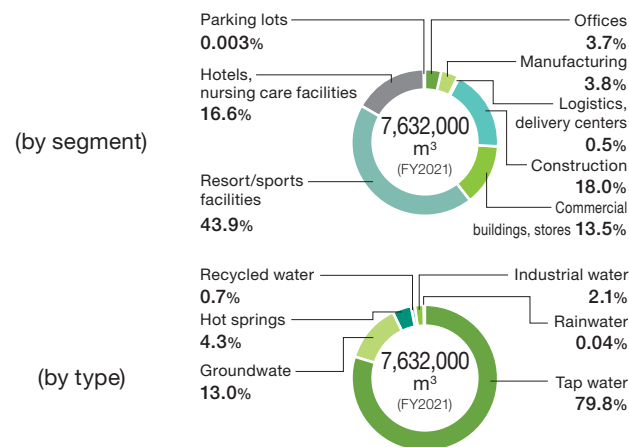 Parking lots
0.003%
Hotels,
nursing care facilities
16.6%
(by segment)
Resort/sports
facilities
43.9%
7,632,000
m³
(FY2021)
Offices
3.7%
Manufacturing
3.8%
Logistics,
delivery centers
0.5%
Construction
18.0%
Commercial
buildings, stores 13.5%
Recycled water
0.7%
Hot springs
4.3%
Groundwate
13.0%
(by type)
7,632,000
m³
(FY2021)
Industrial water
2.1%
Rainwater
0.04%
Tap water
79.8%